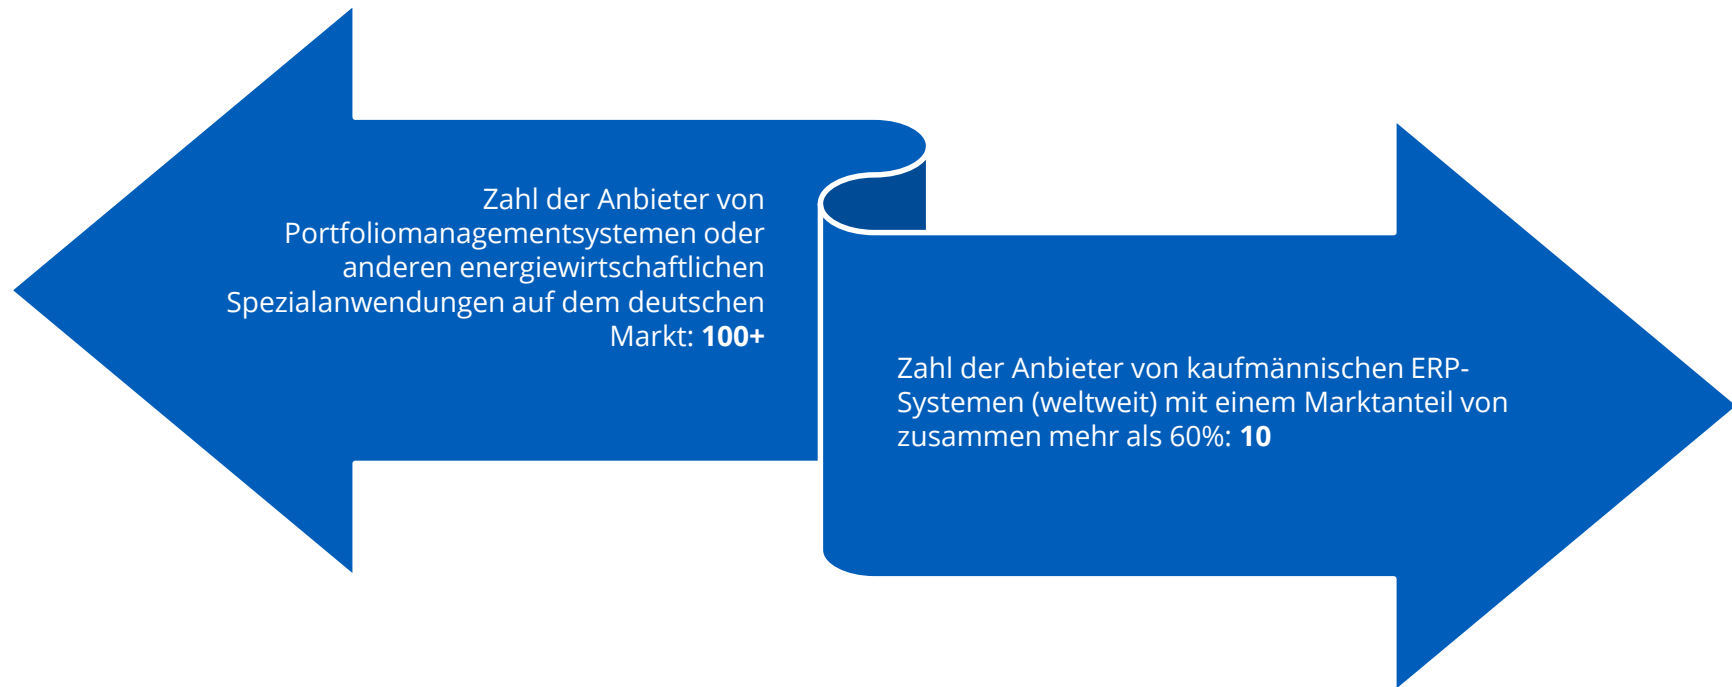 Zahl der Anbieter von
Portfoliomanagementsystemen oder
anderen energiewirtschaftlichen
Spezialanwendungen auf dem deutschen
Markt: 100+
Zahl der Anbieter von kaufmännischen ERP-
Systemen (weltweit) mit einem Marktanteil von
zusammen mehr als 60%: 10